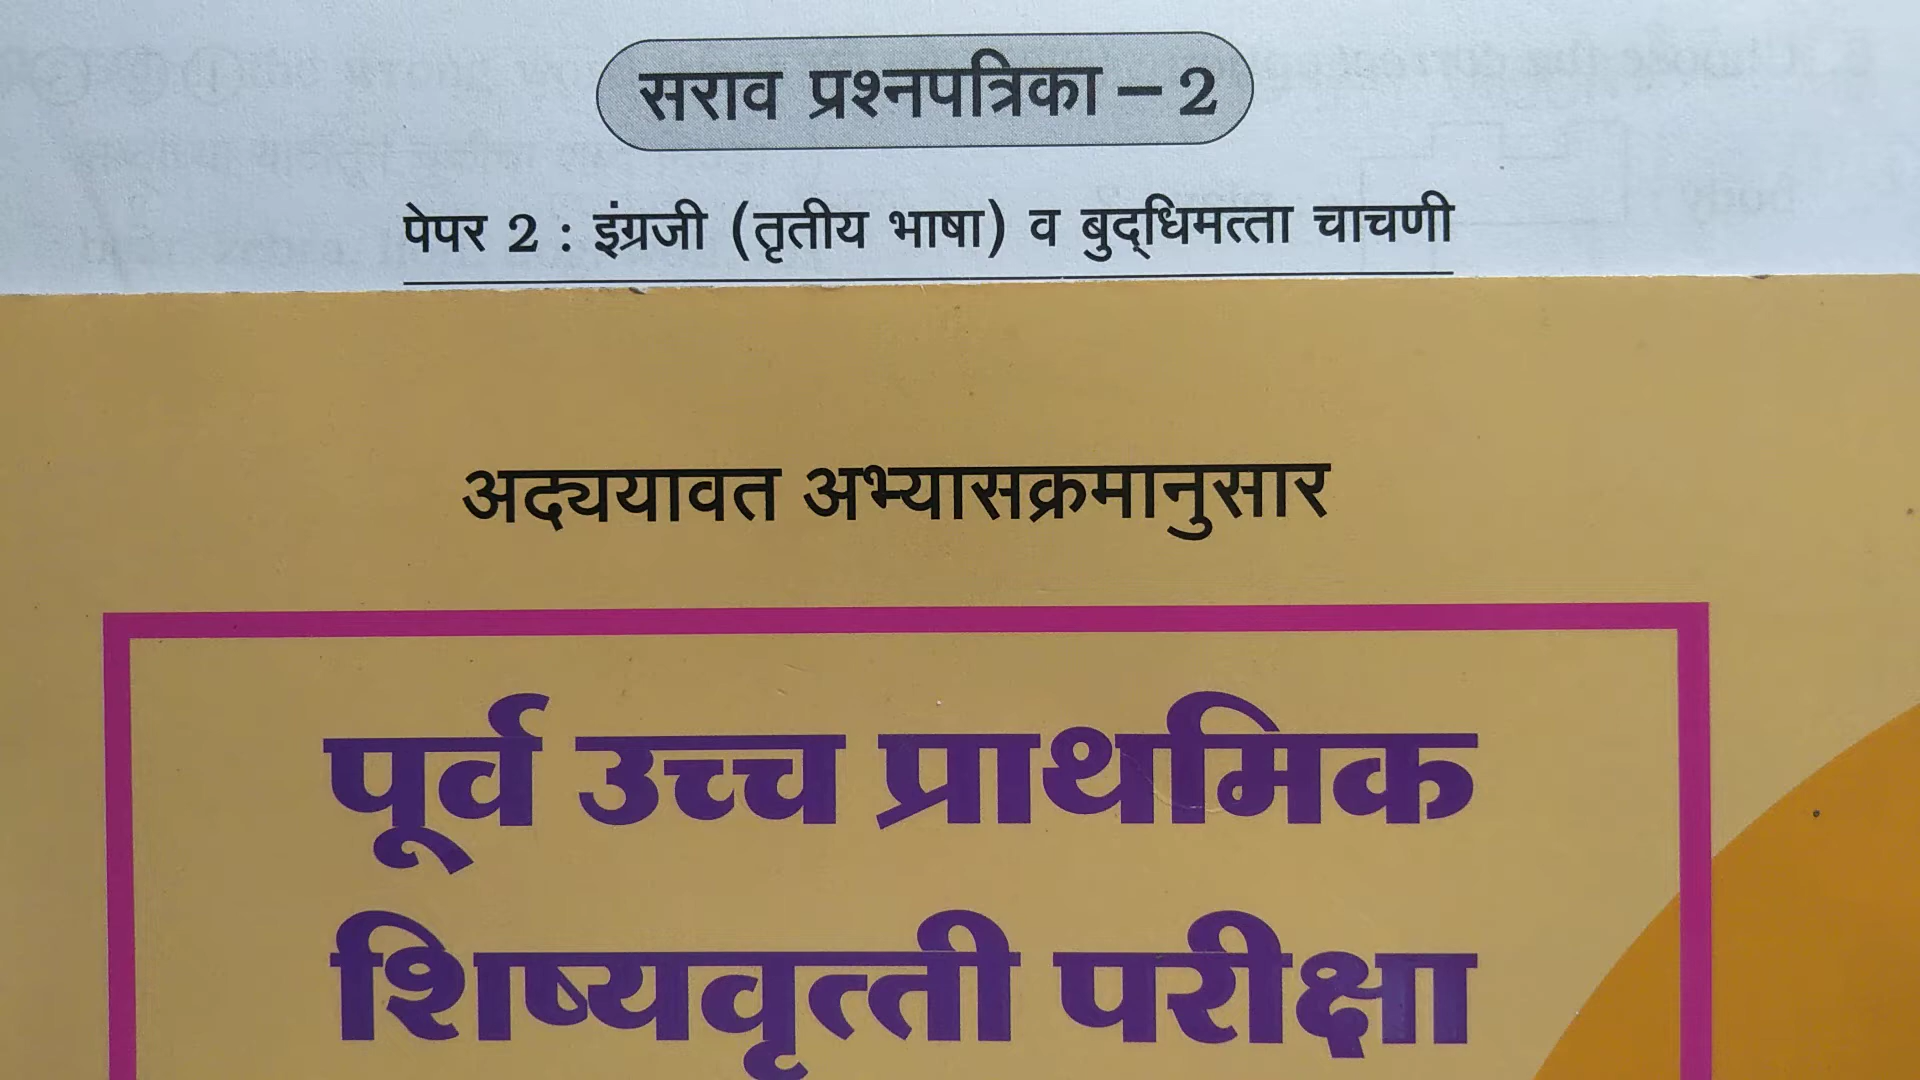 सराव प्रश्नपत्रिका – 2
पेपर 2 : इंग्रजी (तृतीय भाषा) व बुद्‌धिमत्ता चाचणी
अद्ययावत अभ्यासक्रमानुसार
पूर्व उच्च प्राथमिक
शिष्यवृत्ती परीक्षा